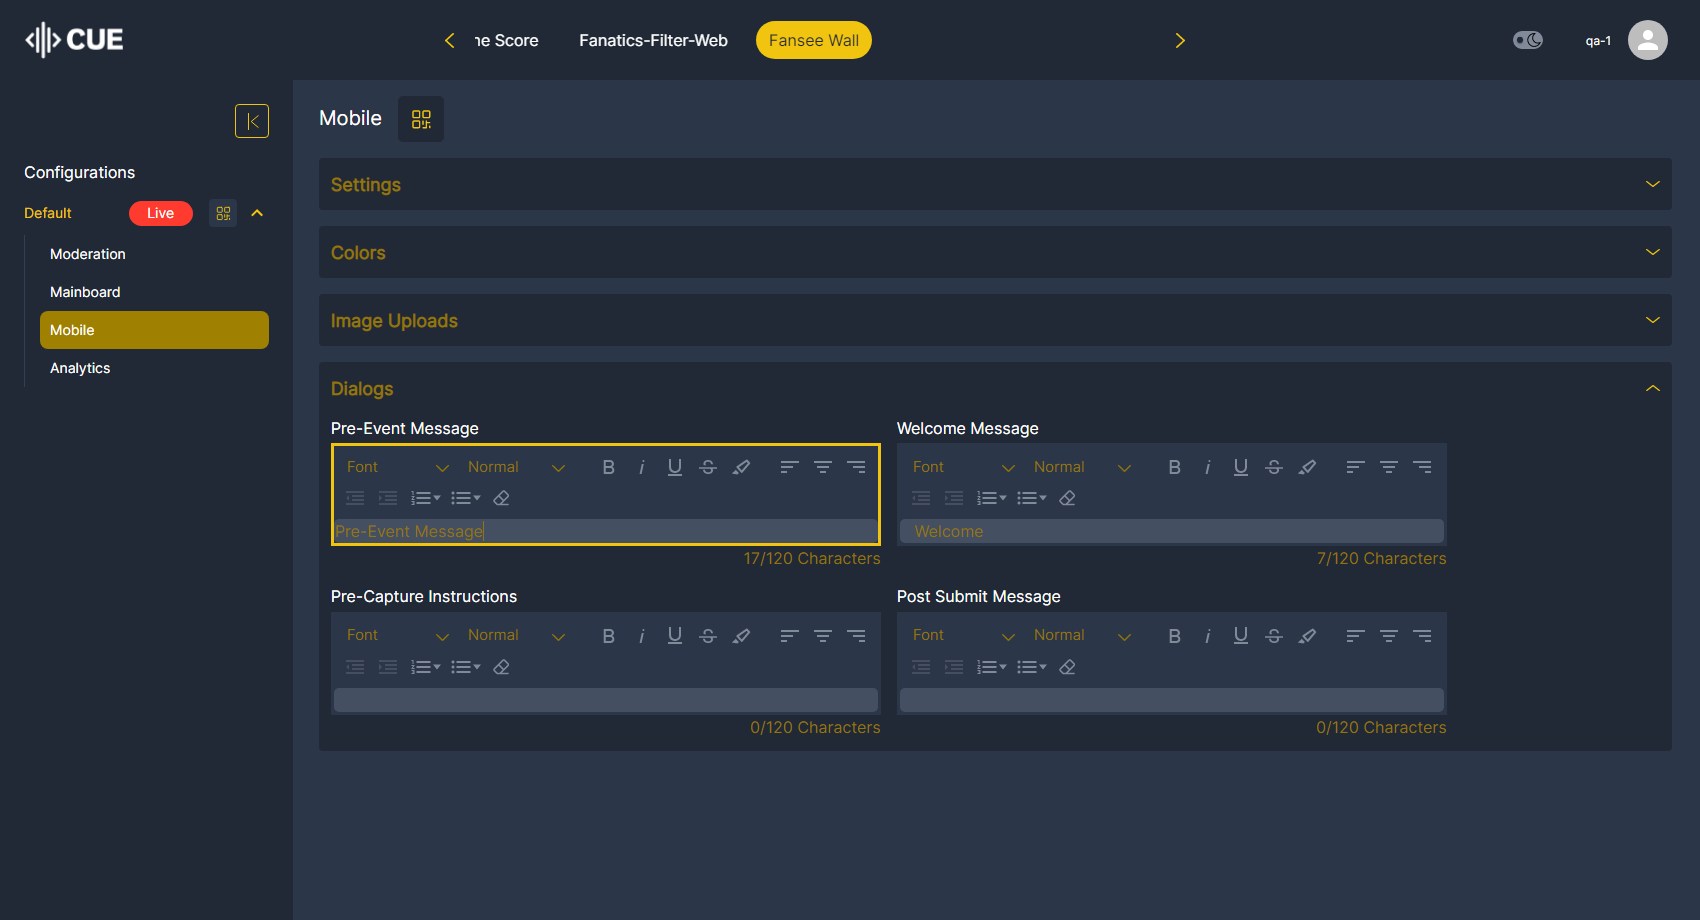 CUE
ne Score
Fanatics-Filter-Web
Fansee Wall
qa-1
Mobile
Configurations
Default
Live
Moderation
Mainboard
Mobile
Analytics
Settings
Colors
Image Uploads
Dialogs
Pre-Event Message
Font
Normal
Pre-Event Message
17/120 Characters
Welcome Message
Font
Normal
Welcome
7/120 Characters
Pre-Capture Instructions
Font
Normal
0/120 Characters
Post Submit Message
Font
Normal
0/120 Characters